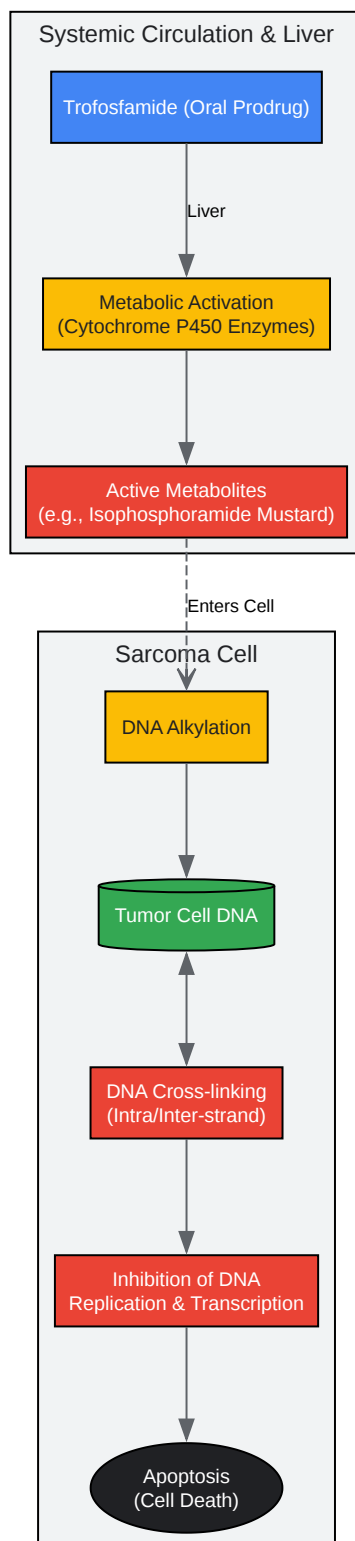 Systemic Circulation & Liver
Trofosfamide (Oral Prodrug)
Liver
Metabolic Activation
(Cytochrome P450 Enzymes)
Active Metabolites
(e.g., Isophosphoramide Mustard)
Enters Cell
Sarcoma Cell
DNA Alkylation
Tumor Cell DNA
DNA Cross-linking
(Intra/Inter-strand)
Inhibition of DNA
Replication & Transcription
Apoptosis
(Cell Death)